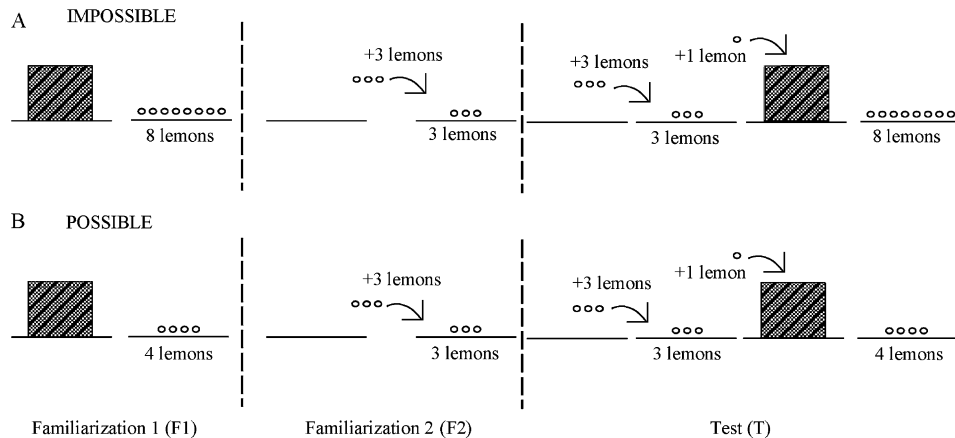 A IMPOSSIBLE
+3 lemons
8 lemons
3 lemons
+3 lemons
+1 lemon
3 lemons
8 lemons
B POSSIBLE
+3 lemons
4 lemons
3 lemons
+3 lemons
+1 lemon
3 lemons
4 lemons
Familiarization 1 (F1)
Familiarization 2 (F2)
Test (T)